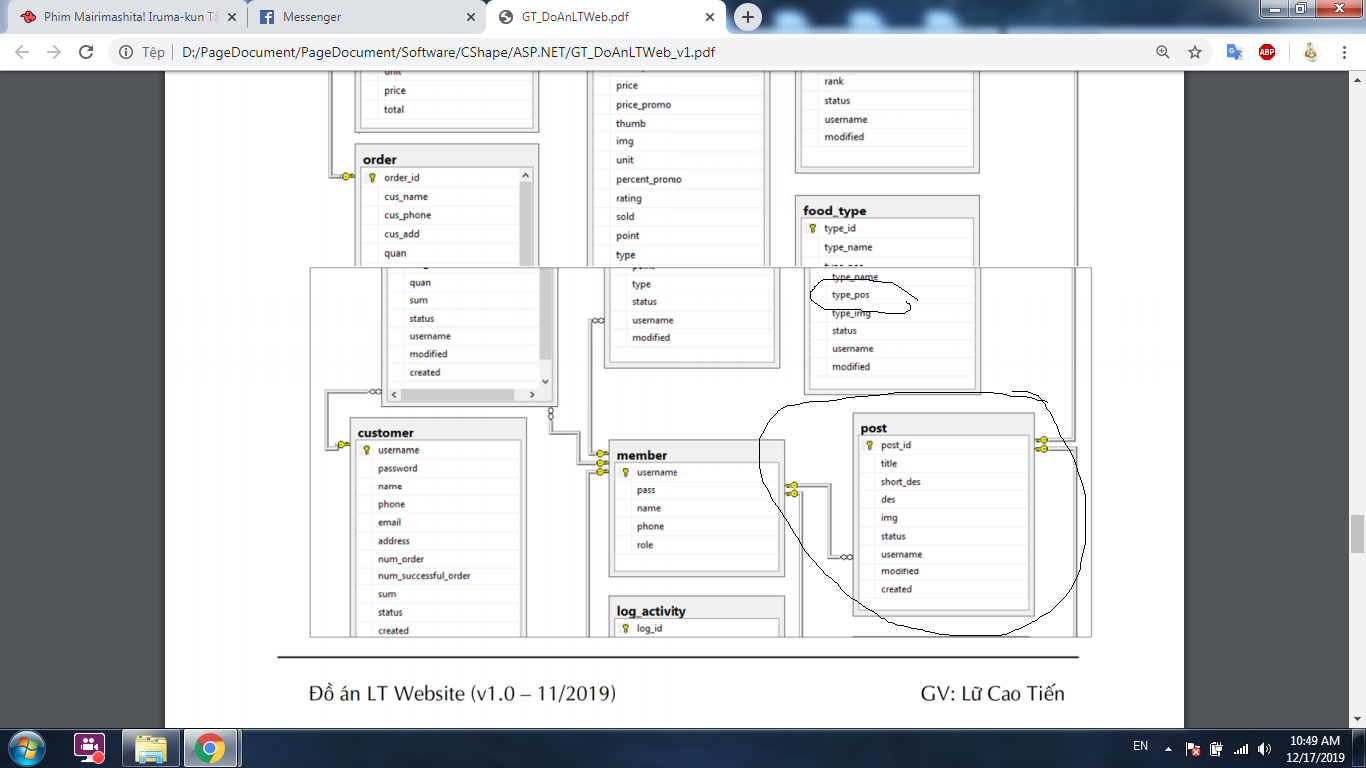 Phim Mairimashita! Iruma-kun Tâ
Messenger
GT_DoAnLTWeb.pdf
Tệp
D:/PageDocument/PageDocument/Software/CShape/ASP.NET/GT_DoAnLTWeb_v1.pdf
ABP
unit
price
total
price
price_promo
thumb
img
unit
percent_promo
rating
sold
point
type
rank
status
username
modified
order
order_id
cus_name
cus_phone
cus_add
quan
food_type
type_id
type_name
quan
sum
status
username
modified
created
point
type
status
username
modified
type_name
type_pos
type_img
status
username
modified
customer
username
password
name
phone
email
address
num_order
num_successful_order
sum
status
created
member
username
pass
name
phone
role
log_activity
log_id
post
post_id
title
short_des
des
img
status
username
modified
created
Đồ án LT Website (v1.0 – 11/2019)
GV: Lữ Cao Tiến
EN
10:49 AM
12/17/2019